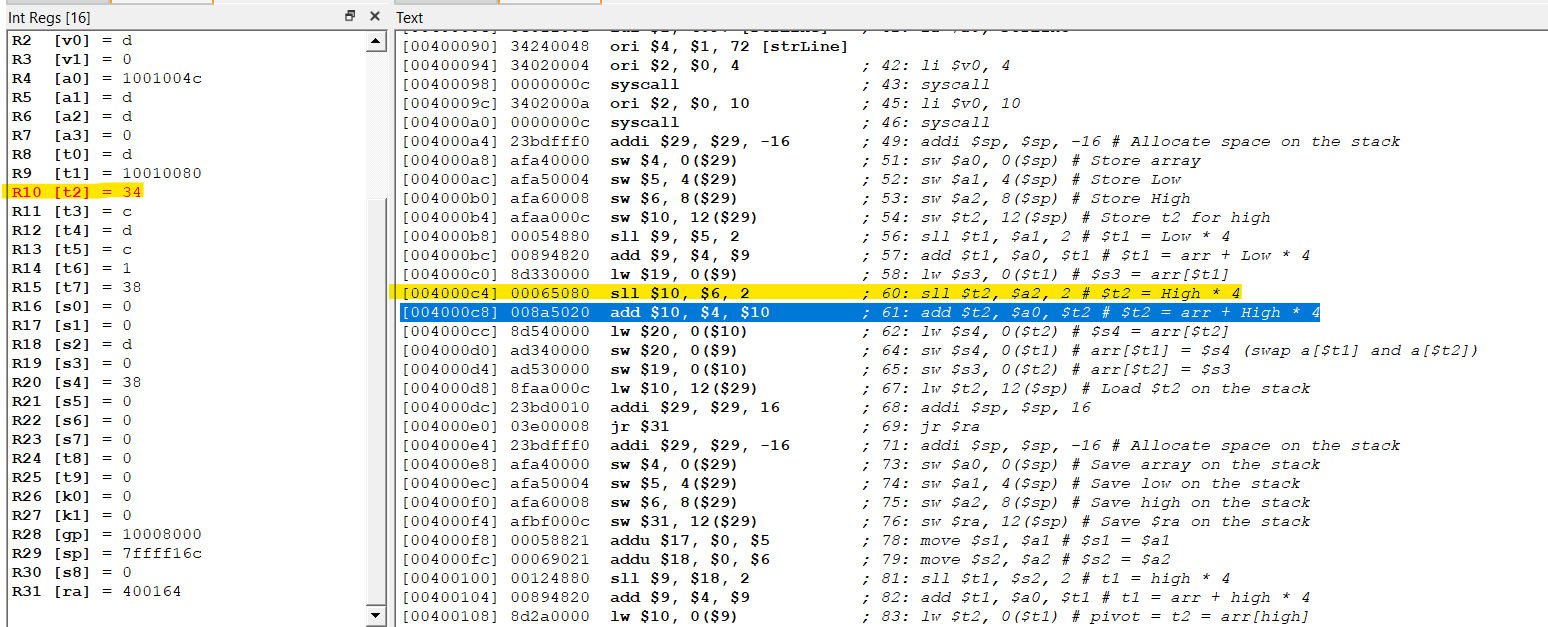 Int Regs [16]
R2 [v0] = d
R3 [v1] = 0
R4 [a0] = 1001004c
R5 [a1] = d
R6 [a2] = d
R7 [a3] = 0
R8 [t0] = d
R9 [t1] = 10010080
R10 [t2] = 34
R11 [t3] = c
R12 [t4] = d
R13 [t5] = c
R14 [t6] = 1
R15 [t7] = 38
R16 [s0] = 0
R17 [s1] = 0
R18 [s2] = d
R19 [s3] = 0
R20 [s4] = 38
R21 [s5] = 0
R22 [s6] = 0
R23 [s7] = 0
R24 [t8] = 0
R25 [t9] = 0
R26 [k0] = 0
R27 [k1] = 0
R28 [gp] = 10008000
R29 [sp] = 7ffff16c
R30 [s8] = 0
R31 [ra] = 400164
Text
[00400090] 34240048 ori $4, $1, 72 [strLine]
[00400094] 34020004 ori $2, $0, 4 ; 42: li $v0, 4
[00400098] 0000000c syscall ; 43: syscall
[0040009c] 3402000a ori $2, $0, 10 ; 45: li $v0, 10
[004000a0] 0000000c syscall ; 46: syscall
[004000a4] 23bdfff0 addi $29, $29, -16 ; 49: addi $sp, $sp, -16 # Allocate space on the stack
[004000a8] afa40000 sw $4, 0($29) ; 51: sw $a0, 0($sp) # Store array
[004000ac] afa50004 sw $5, 4($29) ; 52: sw $a1, 4($sp) # Store Low
[004000b0] afa60008 sw $6, 8($29) ; 53: sw $a2, 8($sp) # Store High
[004000b4] afaa000c sw $10, 12($29) ; 54: sw $t2, 12($sp) # Store t2 for high
[004000b8] 00054880 sll $9, $5, 2 ; 56: sll $t1, $a1, 2 # $t1 = Low * 4
[004000bc] 00894820 add $9, $4, $9 ; 57: add $t1, $a0, $t1 # $t1 = arr + Low * 4
[004000c0] 8d330000 lw $19, 0($9) ; 58: lw $s3, 0($t1) # $s3 = arr[$t1]
[004000c4] 00065080 sll $10, $6, 2 ; 60: sll $t2, $a2, 2 # $t2 = High * 4
[004000c8] 008a5020 add $10, $4, $10 ; 61: add $t2, $a0, $t2 # $t2 = arr + High * 4
[004000cc] 8d540000 lw $20, 0($10) ; 62: lw $s4, 0($t2) # $s4 = arr[$t2]
[004000d0] ad340000 sw $20, 0($9) ; 64: sw $s4, 0($t1) # arr[$t1] = $s4 (swap a[$t1] and a[$t2])
[004000d4] ad530000 sw $19, 0($10) ; 65: sw $s3, 0($t2) # arr[$t2] = $s3
[004000d8] 8faa000c lw $10, 12($29) ; 67: lw $t2, 12($sp) # Load $t2 on the stack
[004000dc] 23bd0010 addi $29, $29, 16 ; 68: addi $sp, $sp, 16
[004000e0] 03e00008 jr $31 ; 69: jr $ra
[004000e4] 23bdfff0 addi $29, $29, -16 ; 71: addi $sp, $sp, -16 # Allocate space on the stack
[004000e8] afa40000 sw $4, 0($29) ; 73: sw $a0, 0($sp) # Save array on the stack
[004000ec] afa50004 sw $5, 4($29) ; 74: sw $a1, 4($sp) # Save low on the stack
[004000f0] afa60008 sw $6, 8($29) ; 75: sw $a2, 8($sp) # Save high on the stack
[004000f4] afbf000c sw $31, 12($29) ; 76: sw $ra, 12($sp) # Save $ra on the stack
[004000f8] 00058821 addu $17, $0, $5 ; 78: move $s1, $a1 # $s1 = $a1
[004000fc] 00069021 addu $18, $0, $6 ; 79: move $s2, $a2 # $s2 = $a2
[00400100] 00124880 sll $9, $18, 2 ; 81: sll $t1, $s2, 2 # t1 = high * 4
[00400104] 00894820 add $9, $4, $9 ; 82: add $t1, $a0, $t1 # t1 = arr + high * 4
[00400108] 8d2a0000 lw $10, 0($9) ; 83: lw $t2, 0($t1) # pivot = t2 = arr[high]